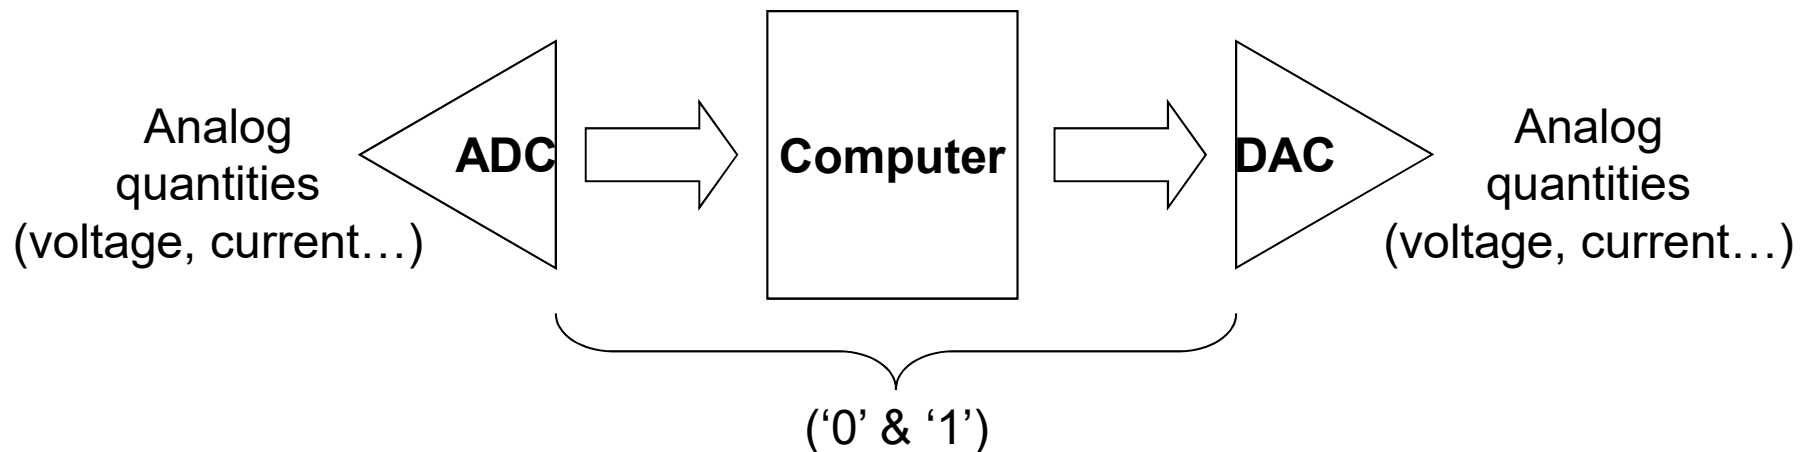 Analog
quantities
(voltage, current…)
ADC
Computer
DAC
Analog
quantities
(voltage, current…)
(‘0’ & ‘1’)